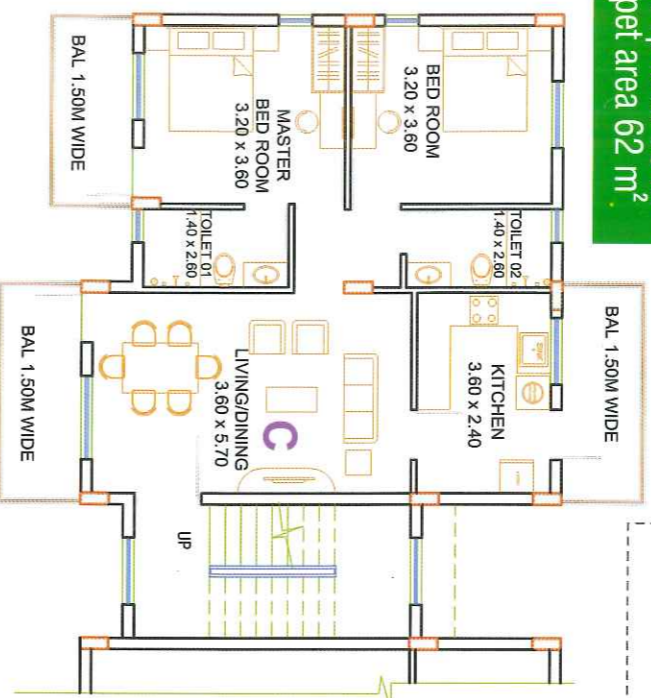 pet area 62 m²
BED ROOM
3.20 x 3.60
MASTER
BED ROOM
3.20 x 3.60
BAL 1.50M WIDE
TOILET 02
1.40 x 2.60
TOILET 01
1.40 x 2.60
BAL 1.50M WIDE
KITCHEN
3.60 x 2.40
LIVING/DINING
3.60 x 5.70
C
BAL 1.50M WIDE
UP